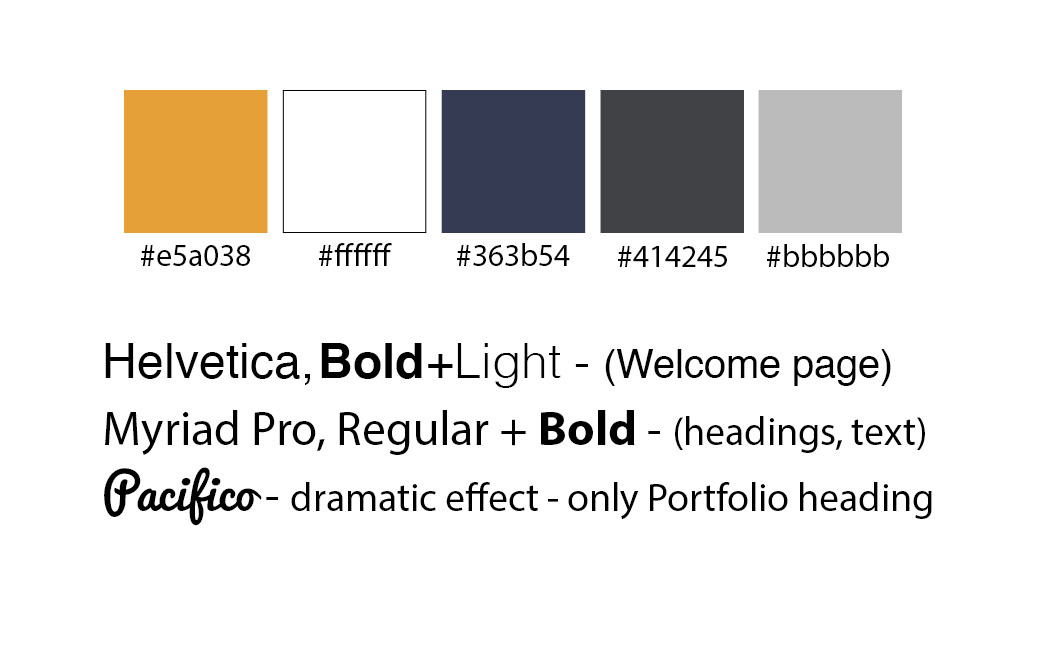 #e5a038 #ffffff #363b54 #414245 #bbbbbb
Helvetica, Bold+Light - (Welcome page)
Myriad Pro, Regular + Bold - (headings, text)
Pacifico - dramatic effect - only Portfolio heading